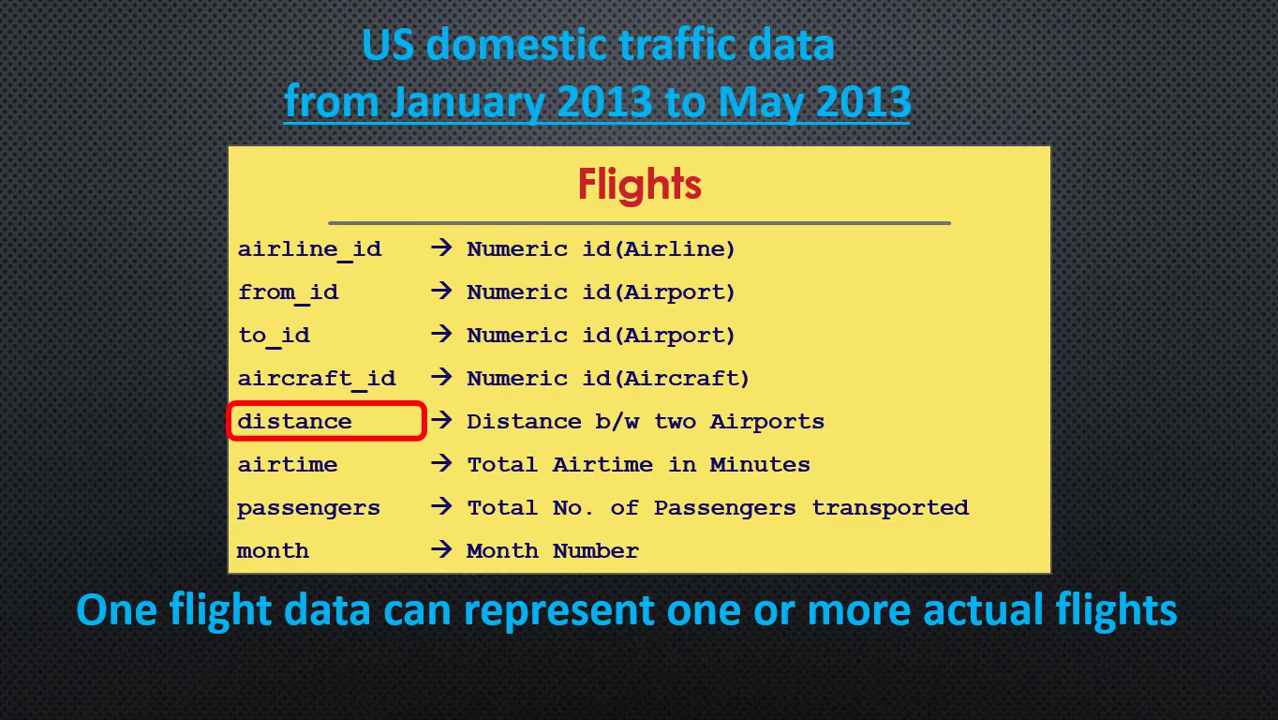 US domestic traffic data
from January 2013 to May 2013
Flights
airline_id → Numeric id(Airline)
from_id → Numeric id(Airport)
to_id → Numeric id(Airport)
aircraft_id → Numeric id(Aircraft)
distance → Distance b/w two Airports
airtime → Total Airtime in Minutes
passengers → Total No. of Passengers transported
month → Month Number
One flight data can represent one or more actual flights